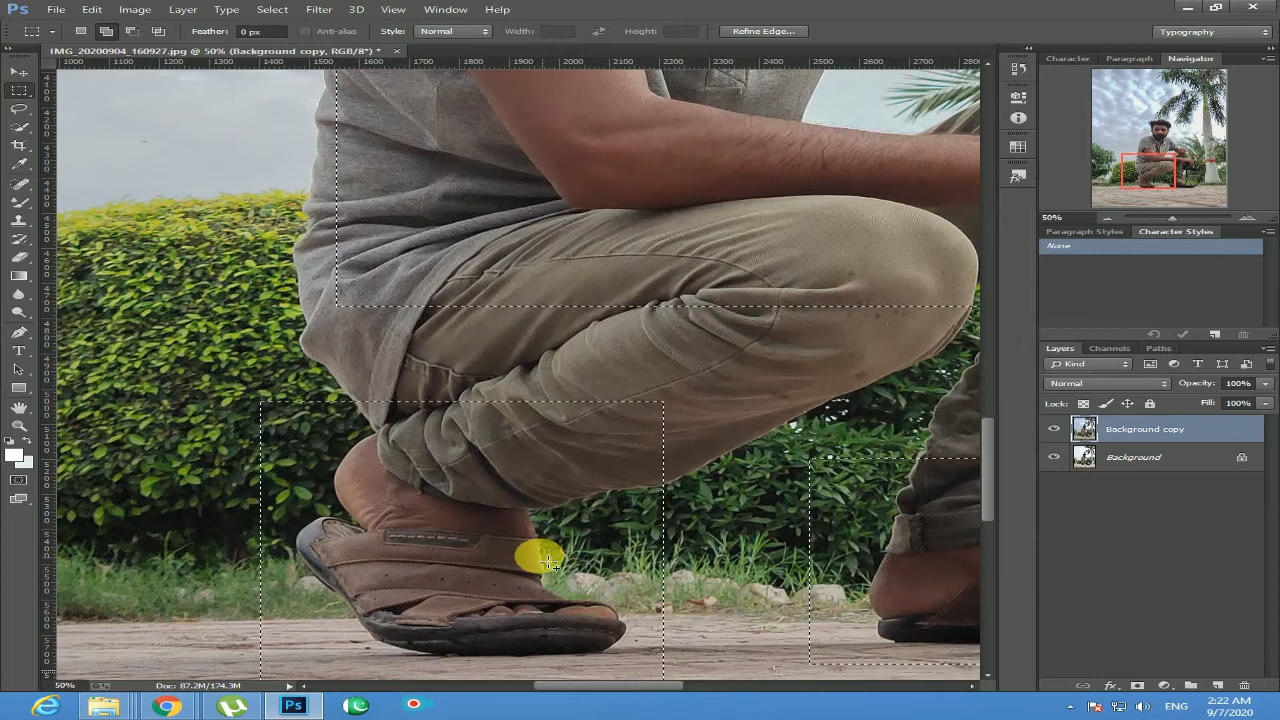 Ps File Edit Image Layer Type Select Filter 3D View Window Help
Feather: 0 px Anti-alias Style: Normal Width: Height: Refine Edge... Typography
IMG_20200904_160927.jpg @ 50% (Background copy, RGB/8*) * ×
1000 1100 1200 1300 1400 1500 1600 1700 1800 1900 2000 2100 2200 2300 2400 2500 2600 2700 2800
Character Paragraph Navigator
50%
Paragraph Styles Character Styles
None
Layers Channels Paths
Kind
Normal Opacity: 100%
Lock: Fill: 100%
Background copy
Background
50% Doc: 87.2M/174.3M
Ps ENG 2:22 AM
9/7/2020